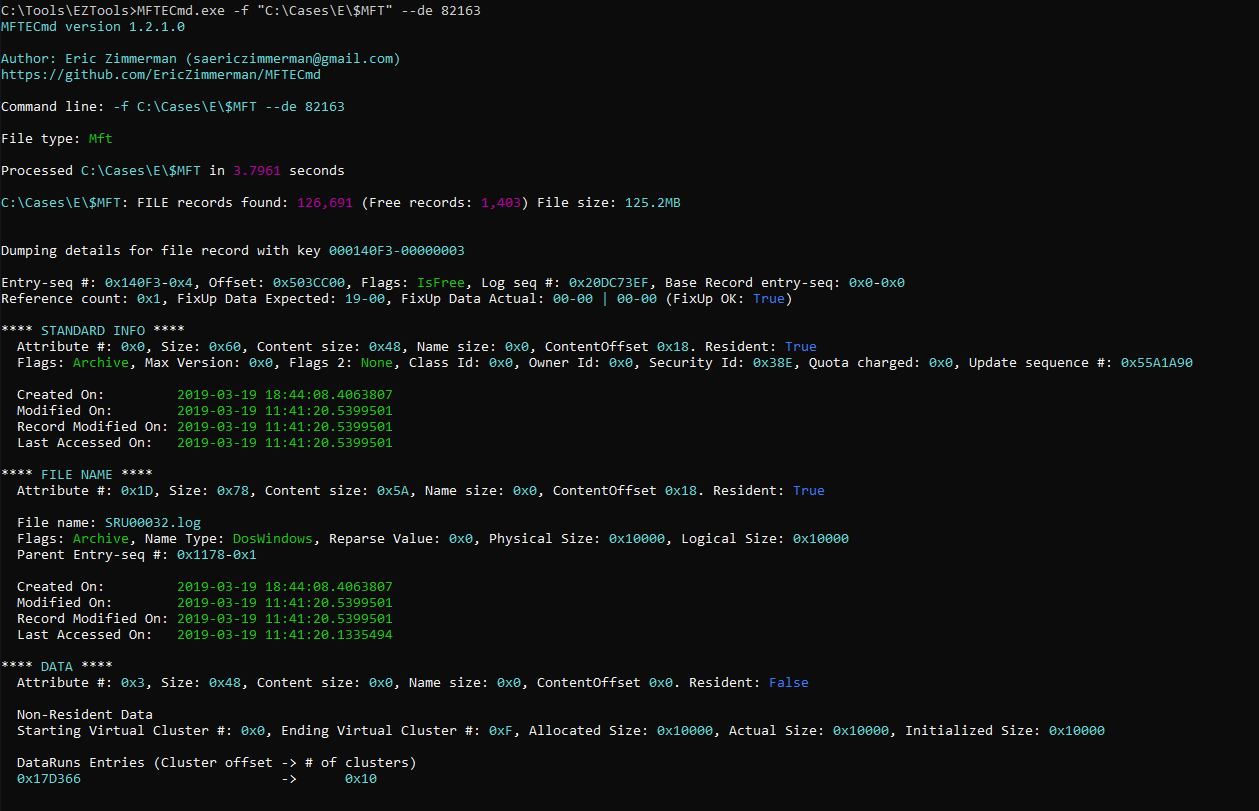 C:\Tools\EZTools>MFTECmd.exe -f "C:\Cases\E\$MFT" --de 82163
MFTECmd version 1.2.1.0
Author: Eric Zimmerman (saericzimmerman@gmail.com)
https://github.com/EricZimmerman/MFTECmd
Command line: -f C:\Cases\E\$MFT --de 82163
File type: Mft
Processed C:\Cases\E\$MFT in 3.7961 seconds
C:\Cases\E\$MFT: FILE records found: 126,691 (Free records: 1,403) File size: 125.2MB
Dumping details for file record with key 000140F3-00000003
Entry-seq #: 0x140F3-0x4, Offset: 0x503CC00, Flags: IsFree, Log seq #: 0x20DC73EF, Base Record entry-seq: 0x0-0x0
Reference count: 0x1, FixUp Data Expected: 19-00, FixUp Data Actual: 00-00 | 00-00 (FixUp OK: True)
**** STANDARD INFO ****
Attribute #: 0x0, Size: 0x60, Content size: 0x48, Name size: 0x0, ContentOffset 0x18. Resident: True
Flags: Archive, Max Version: 0x0, Flags 2: None, Class Id: 0x0, Owner Id: 0x0, Security Id: 0x38E, Quota charged: 0x0, Update sequence #: 0x55A1A90
Created On: 2019-03-19 18:44:08.4063807
Modified On: 2019-03-19 11:41:20.5399501
Record Modified On: 2019-03-19 11:41:20.5399501
Last Accessed On: 2019-03-19 11:41:20.5399501
**** FILE NAME ****
Attribute #: 0x1D, Size: 0x78, Content size: 0x5A, Name size: 0x0, ContentOffset 0x18. Resident: True
File name: SRU00032.log
Flags: Archive, Name Type: DosWindows, Reparse Value: 0x0, Physical Size: 0x10000, Logical Size: 0x10000
Parent Entry-seq #: 0x1178-0x1
Created On: 2019-03-19 18:44:08.4063807
Modified On: 2019-03-19 11:41:20.5399501
Record Modified On: 2019-03-19 11:41:20.5399501
Last Accessed On: 2019-03-19 11:41:20.1335494
**** DATA ****
Attribute #: 0x3, Size: 0x48, Content size: 0x0, Name size: 0x0, ContentOffset 0x0. Resident: False
Non-Resident Data
Starting Virtual Cluster #: 0x0, Ending Virtual Cluster #: 0xF, Allocated Size: 0x10000, Actual Size: 0x10000, Initialized Size: 0x10000
DataRuns Entries (Cluster offset -> # of clusters)
0x17D366 -> 0x10